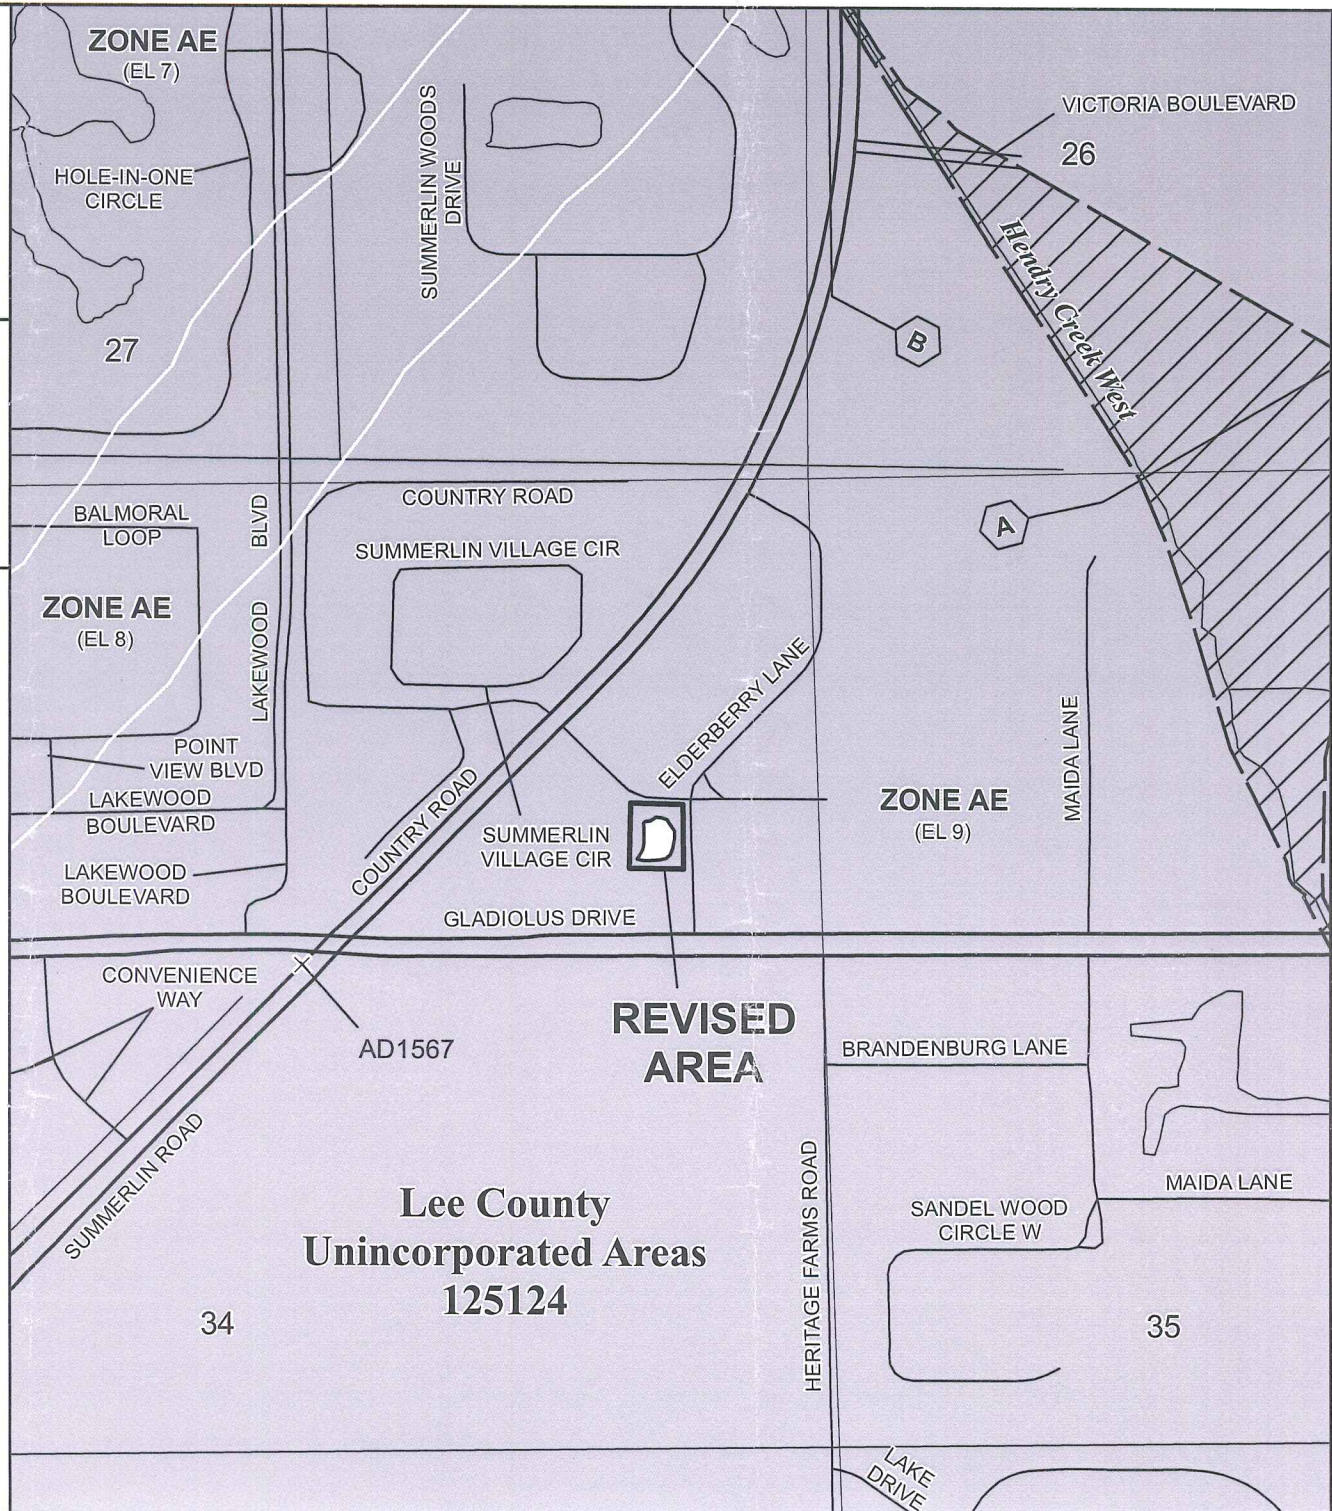 ZONE AE
(EL 7)
HOLE-IN-ONE
CIRCLE
27
SUMMERLIN WOODS
DRIVE
VICTORIA BOULEVARD
26
Hendry Creek West
B
A
COUNTRY ROAD
BALMORAL
LOOP
LAKEWOOD BLVD
SUMMERLIN VILLAGE CIR
ZONE AE
(EL 8)
POINT
VIEW BLVD
LAKEWOOD
BOULEVARD
LAKEWOOD
BOULEVARD
COUNTRY ROAD
SUMMERLIN
VILLAGE CIR
ELDERBERRY LANE
ZONE AE
(EL 9)
MAIDA LANE
GLADIOLUS DRIVE
CONVENIENCE
WAY
AD1567
REVISED
AREA
BRANDENBURG LANE
SUMMERLIN ROAD
Lee County
Unincorporated Areas
125124
34
HERITAGE FARMS ROAD
MAIDA LANE
SANDEL WOOD
CIRCLE W
35
LAKE
DRIVE